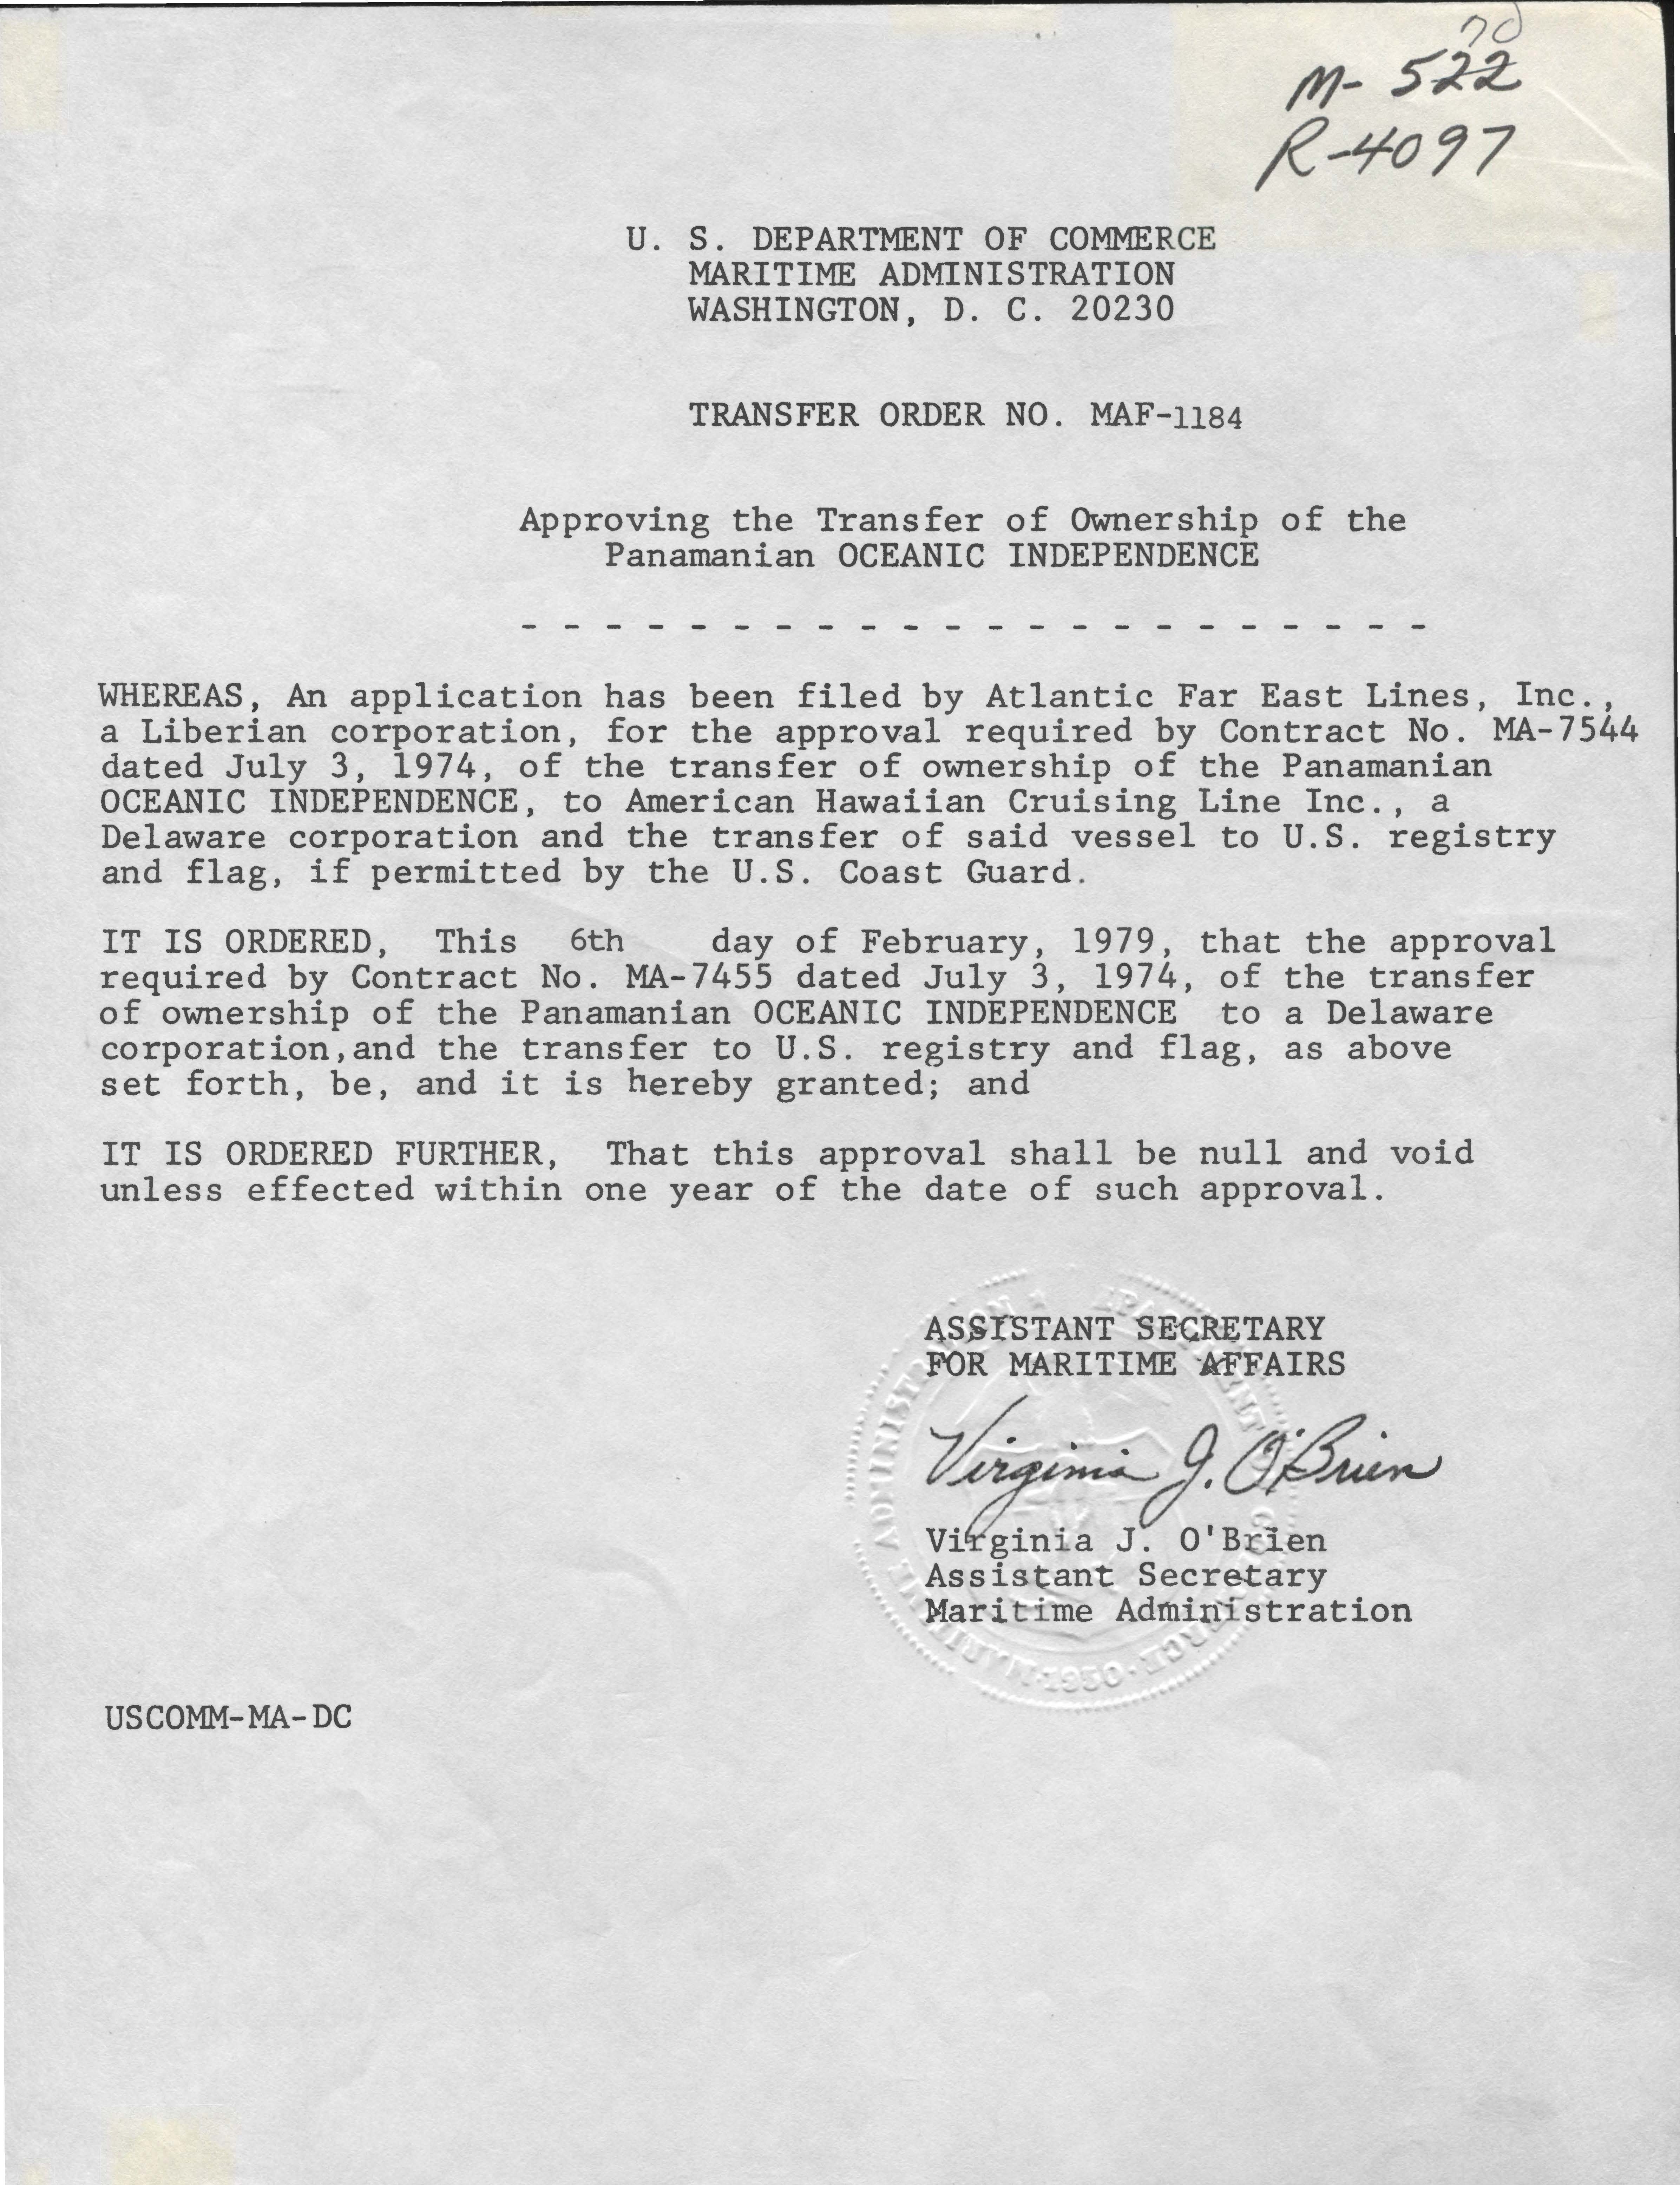 70
M- 522
R-4097
U. S. DEPARTMENT OF COMMERCE
MARITIME ADMINISTRATION
WASHINGTON, D. C. 20230
TRANSFER ORDER NO. MAF-1184
Approving the Transfer of Ownership of the
Panamanian OCEANIC INDEPENDENCE
- - - - - - - - - - - - - - - - - - - - - -
WHEREAS, An application has been filed by Atlantic Far East Lines, Inc.,
a Liberian corporation, for the approval required by Contract No. MA-7544
dated July 3, 1974, of the transfer of ownership of the Panamanian
OCEANIC INDEPENDENCE, to American Hawaiian Cruising Line Inc., a
Delaware corporation and the transfer of said vessel to U.S. registry
and flag, if permitted by the U.S. Coast Guard.
IT IS ORDERED, This 6th day of February, 1979, that the approval
required by Contract No. MA-7455 dated July 3, 1974, of the transfer
of ownership of the Panamanian OCEANIC INDEPENDENCE to a Delaware
corporation,and the transfer to U.S. registry and flag, as above
set forth, be, and it is hereby granted; and
IT IS ORDERED FURTHER, That this approval shall be null and void
unless effected within one year of the date of such approval.
ASSISTANT SECRETARY
FOR MARITIME AFFAIRS
Virginia J. O'Brien
Virginia J. O'Brien
Assistant Secretary
Maritime Administration
USCOMM-MA-DC